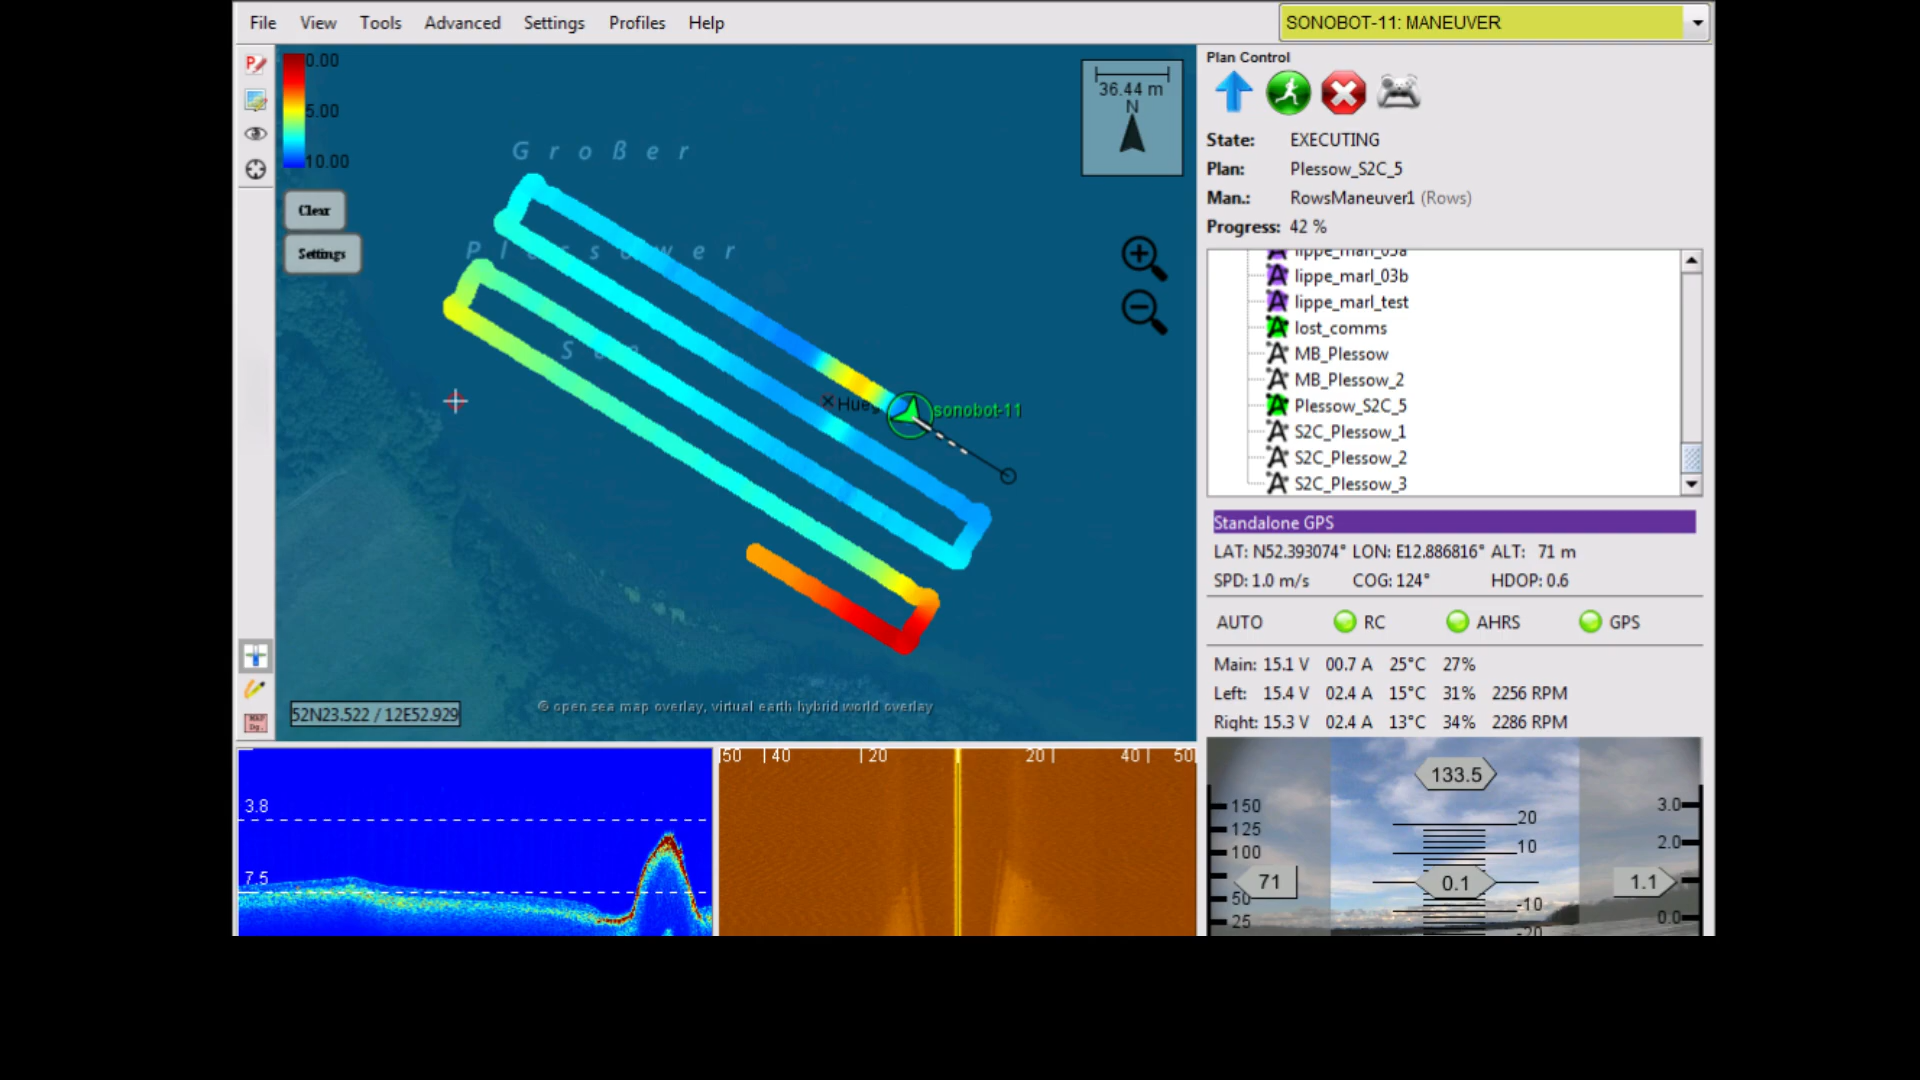 File View Tools Advanced Settings Profiles Help
SONOBOT-11: MANEUVER
0.00
5.00
10.00
Clear
Settings
Großer
Plessower
See
36.44 m
N
Hueg
sonobot-11
52N23.522 / 12E52.929
© open sea map overlay, virtual earth hybrid world overlay
Plan Control
State: EXECUTING
Plan: Plessow_S2C_5
Man.: RowsManeuver1 (Rows)
Progress: 42 %
lippe_marl_03a
lippe_marl_03b
lippe_marl_test
lost_comms
MB_Plessow
MB_Plessow_2
Plessow_S2C_5
S2C_Plessow_1
S2C_Plessow_2
S2C_Plessow_3
Standalone GPS
LAT: N52.393074° LON: E12.886816° ALT: 71 m
SPD: 1.0 m/s COG: 124° HDOP: 0.6
AUTO RC AHRS GPS
Main: 15.1 V 00.7 A 25°C 27%
Left: 15.4 V 02.4 A 15°C 31% 2256 RPM
Right: 15.3 V 02.4 A 13°C 34% 2286 RPM
3.8
7.5
50 40 20 20 40 50
133.5
150
125
100
71
50
25
20
10
0.1
-10
-20
3.0
2.0
1.1
0.0